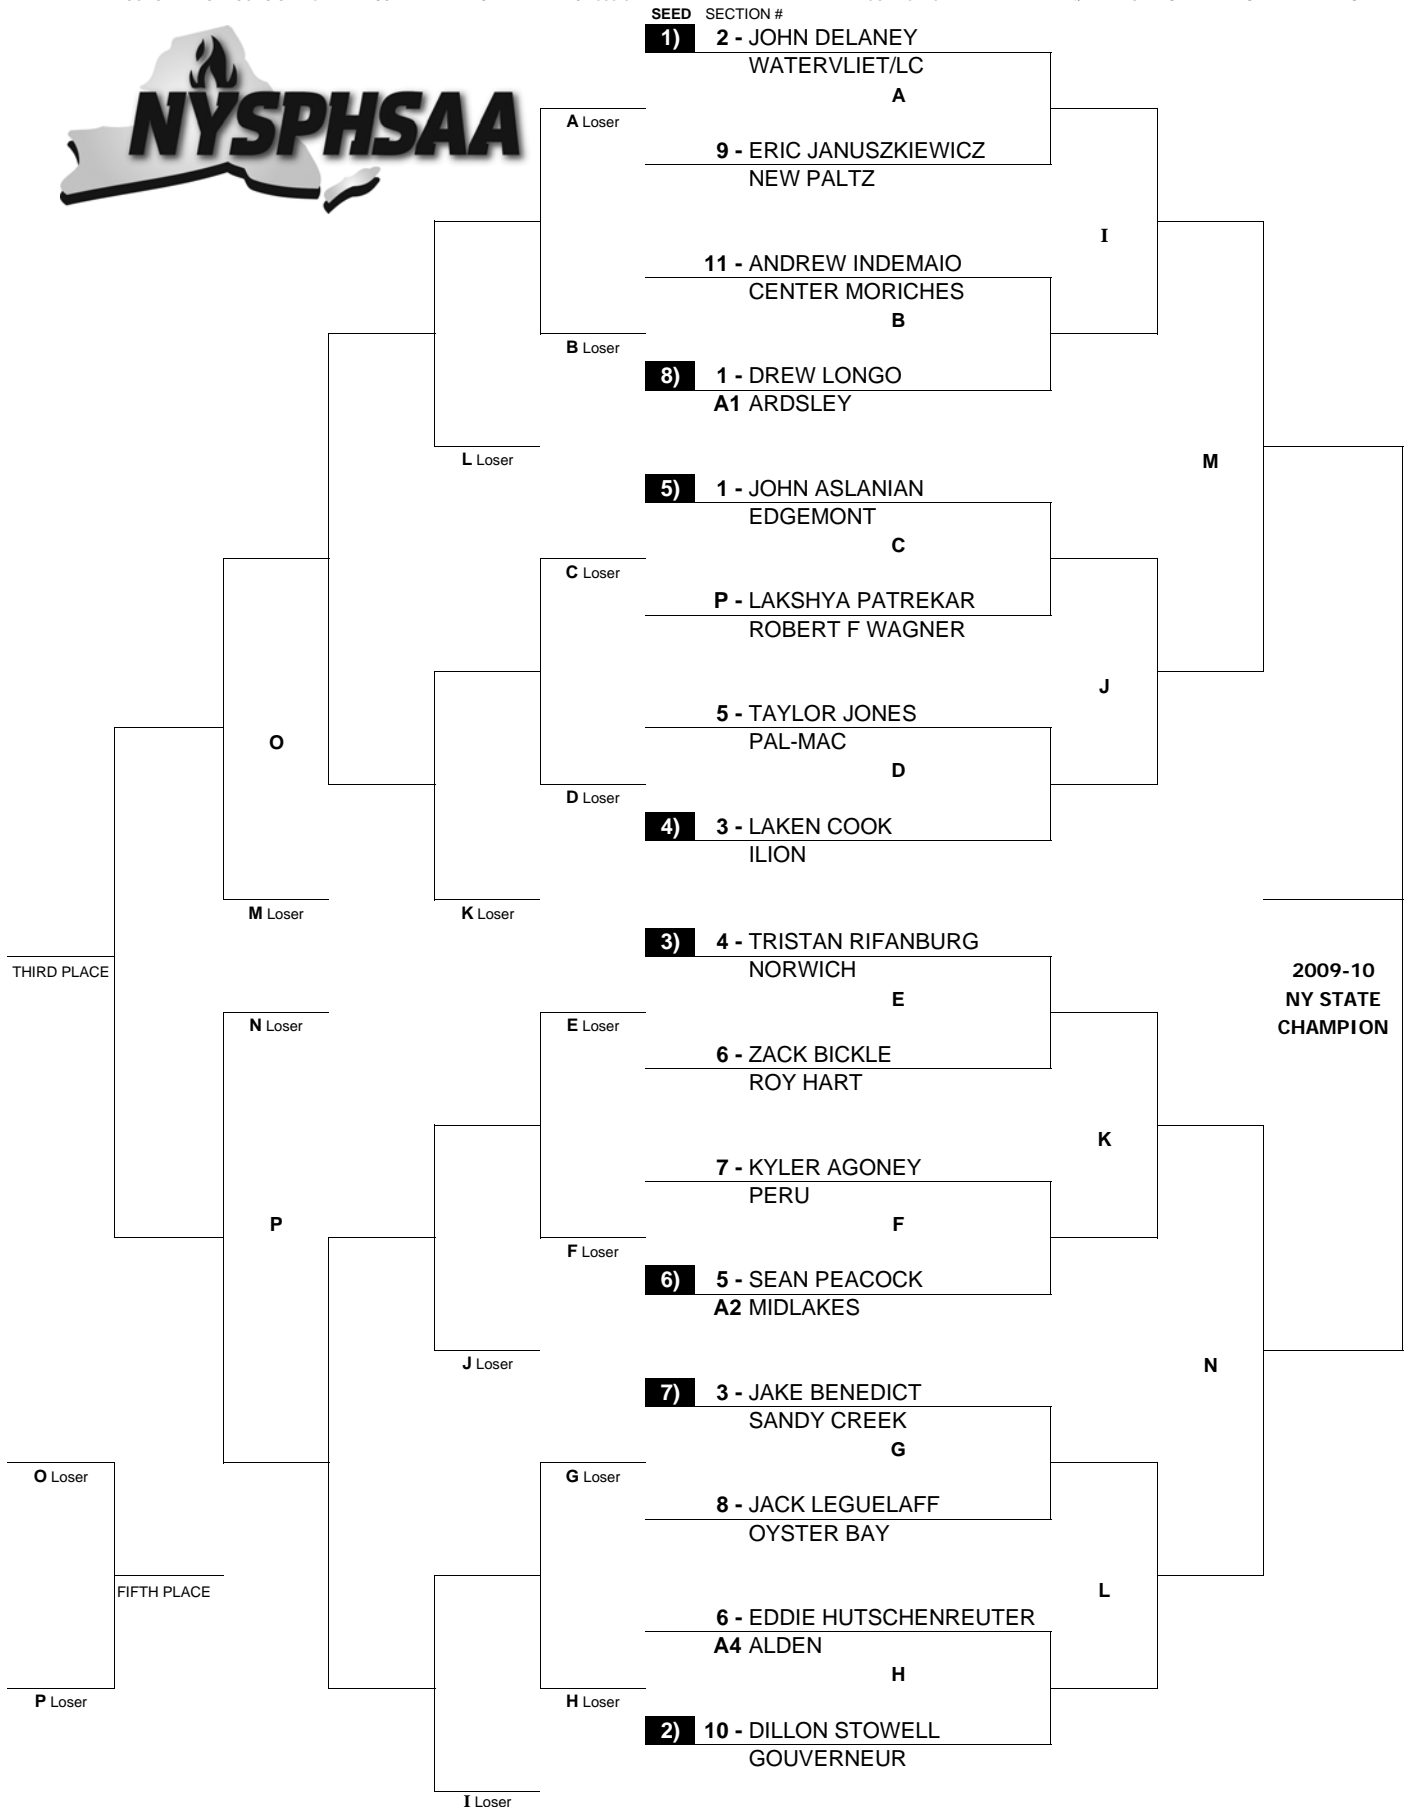 SEED SECTION #
NYSPHSAA
1) 2 - JOHN DELANEY
WATERVLIET/LC
A
A Loser
9 - ERIC JANUSZKIEWICZ
NEW PALTZ
I
11 - ANDREW INDEMAIO
CENTER MORICHES
B
B Loser
8) 1 - DREW LONGO
A1 ARDSLEY
L Loser
M
5) 1 - JOHN ASLANIAN
EDGEMONT
C
C Loser
P - LAKSHYA PATREKAR
ROBERT F WAGNER
J
5 - TAYLOR JONES
PAL-MAC
O
D
D Loser
4) 3 - LAKEN COOK
ILION
M Loser
K Loser
3) 4 - TRISTAN RIFANBURG
NORWICH
THIRD PLACE
2009-10
NY STATE
CHAMPION
E
N Loser
E Loser
6 - ZACK BICKLE
ROY HART
K
7 - KYLER AGONEY
PERU
P
F
F Loser
6) 5 - SEAN PEACOCK
A2 MIDLAKES
J Loser
N
7) 3 - JAKE BENEDICT
SANDY CREEK
G
O Loser
G Loser
8 - JACK LEGUELAFF
OYSTER BAY
FIFTH PLACE
L
6 - EDDIE HUTSCHENREUTER
A4 ALDEN
H
P Loser
H Loser
2) 10 - DILLON STOWELL
GOUVERNEUR
I Loser